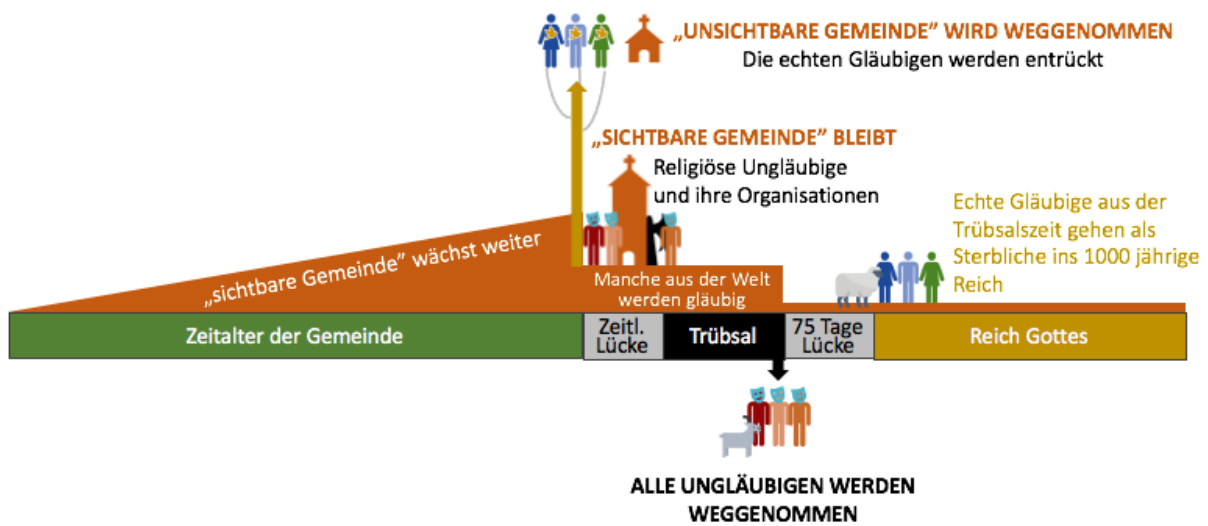 „UNSICHTBARE GEMEINDE” WIRD WEGGENOMMEN
Die echten Gläubigen werden entrückt
„SICHTBARE GEMEINDE” BLEIBT
Religiöse Ungläubige
und ihre Organisationen
Echte Gläubige aus der
Trübsalszeit gehen als
Sterbliche ins 1000 jährige
Reich
„sichtbare Gemeinde” wächst weiter
Manche aus der Welt
werden gläubig
Zeitalter der Gemeinde
Zeitl.
Lücke
Trübsal
75 Tage
Lücke
Reich Gottes
ALLE UNGLÄUBIGEN WERDEN
WEGGENOMMEN